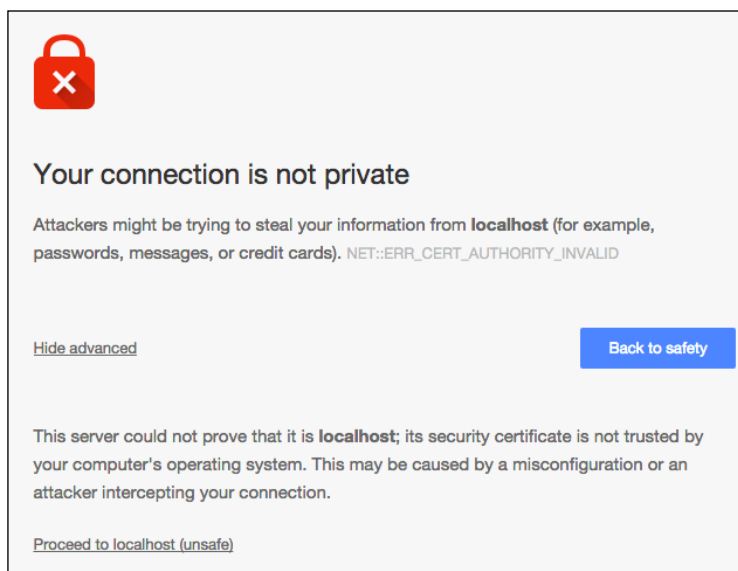 Your connection is not private
Attackers might be trying to steal your information from localhost (for example,
passwords, messages, or credit cards). NET::ERR_CERT_AUTHORITY_INVALID
Hide advanced
Back to safety
This server could not prove that it is localhost; its security certificate is not trusted by
your computer's operating system. This may be caused by a misconfiguration or an
attacker intercepting your connection.
Proceed to localhost (unsafe)